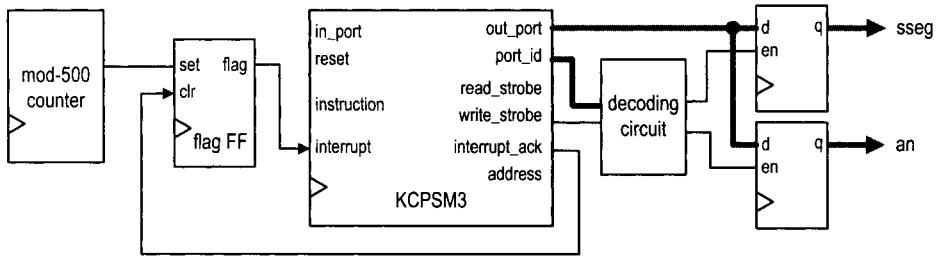 mod-500
counter
set flag
clr
flag FF
in_port
reset
instruction
interrupt
out_port
port_id
read_strobe
write_strobe
interrupt_ack
address
KCPSM3
decoding
circuit
d q
en
sseg
d q
en
an